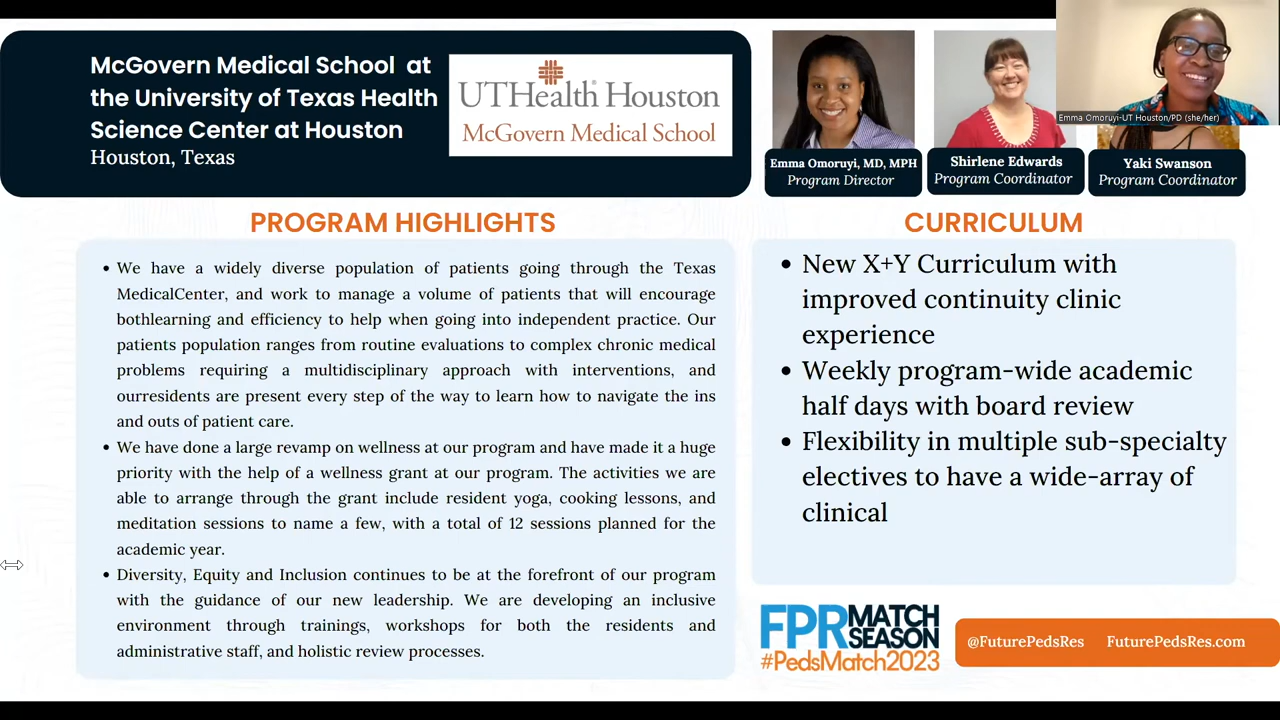 McGovern Medical School at
the University of Texas Health
Science Center at Houston
Houston, Texas
UTHealth Houston
McGovern Medical School
Emma Omoruyi, MD, MPH
Program Director
Shirlene Edwards
Program Coordinator
Emma Omoruyi-UT Houston/PD (she/her)
Yaki Swanson
Program Coordinator
PROGRAM HIGHLIGHTS
• We have a widely diverse population of patients going through the Texas
MedicalCenter, and work to manage a volume of patients that will encourage
bothlearning and efficiency to help when going into independent practice. Our
patients population ranges from routine evaluations to complex chronic medical
problems requiring a multidisciplinary approach with interventions, and
ourresidents are present every step of the way to learn how to navigate the ins
and outs of patient care.
• We have done a large revamp on wellness at our program and have made it a huge
priority with the help of a wellness grant at our program. The activities we are
able to arrange through the grant include resident yoga, cooking lessons, and
meditation sessions to name a few, with a total of 12 sessions planned for the
academic year.
• Diversity, Equity and Inclusion continues to be at the forefront of our program
with the guidance of our new leadership. We are developing an inclusive
environment through trainings, workshops for both the residents and
administrative staff, and holistic review processes.
CURRICULUM
• New X+Y Curriculum with
improved continuity clinic
experience
• Weekly program-wide academic
half days with board review
• Flexibility in multiple sub-specialty
electives to have a wide-array of
clinical
FPR MATCH
SEASON
#PedsMatch2023
@FuturePedsRes FuturePedsRes.com